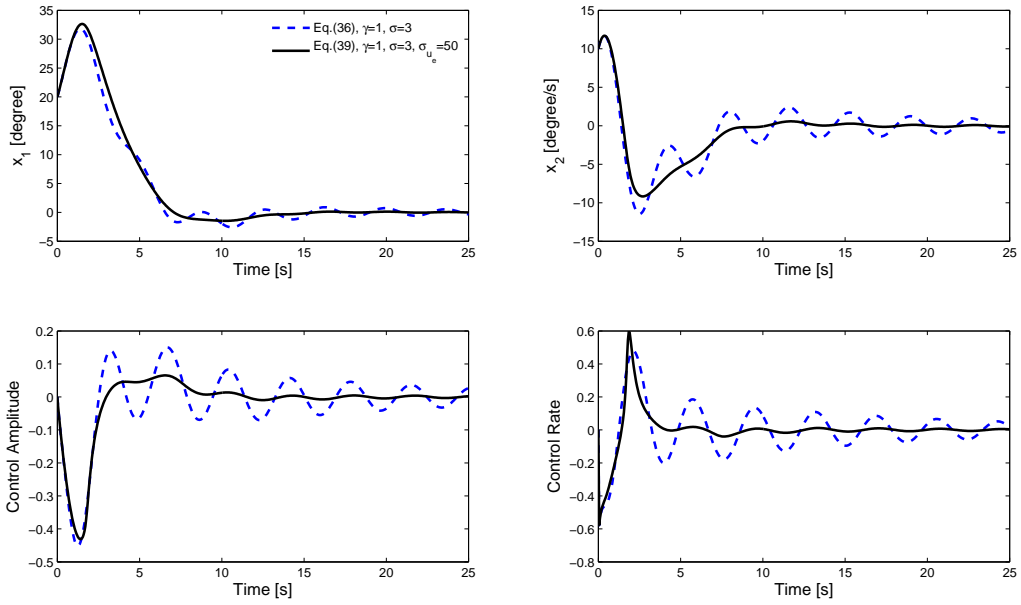 35
30
25
20
15
10
5
0
−5
0 5 10 15 20 25
x1 [degree]
Time [s]
Eq.(36), γ=1, σ=3
Eq.(39), γ=1, σ=3, σue=50
15
10
5
0
−5
−10
−15
0 5 10 15 20 25
x2 [degree/s]
Time [s]
0.2
0.1
0
−0.1
−0.2
−0.3
−0.4
−0.5
0 5 10 15 20 25
Control Amplitude
Time [s]
0.6
0.4
0.2
0
−0.2
−0.4
−0.6
−0.8
0 5 10 15 20 25
Control Rate
Time [s]